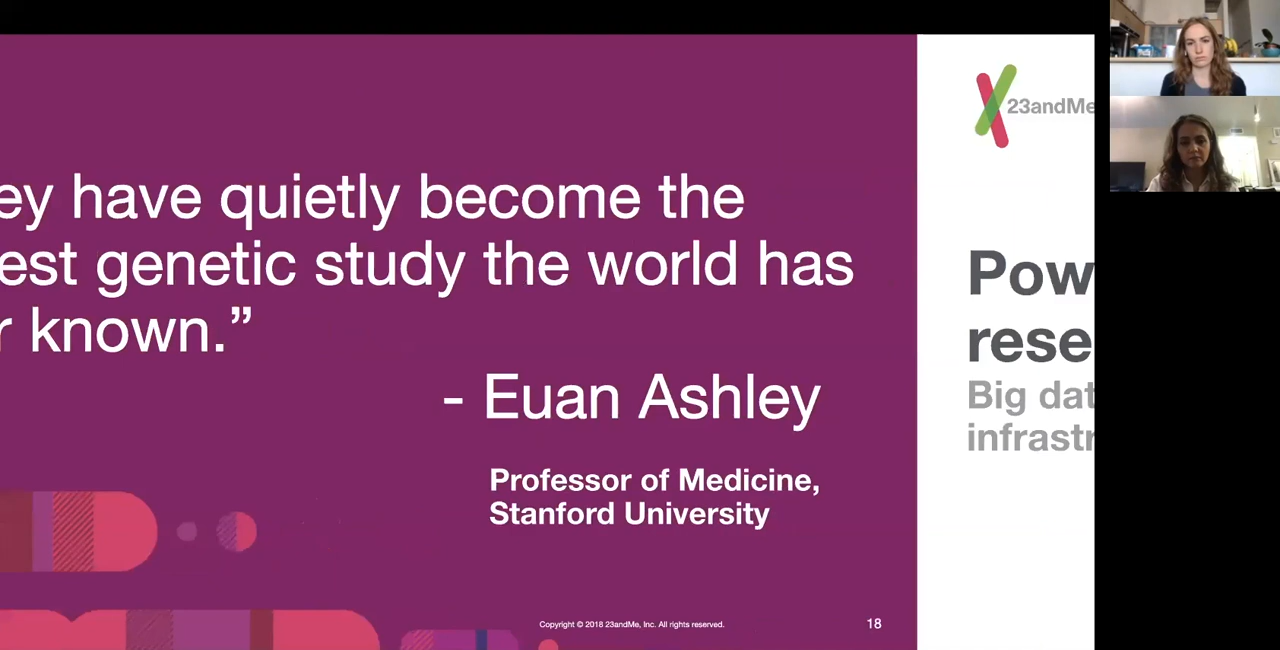 ey have quietly become the
est genetic study the world has
r known.”
- Euan Ashley
Professor of Medicine,
Stanford University
Copyright © 2018 23andMe, Inc. All rights reserved.
18
23andMe
Pow
rese
Big dat
infrastr